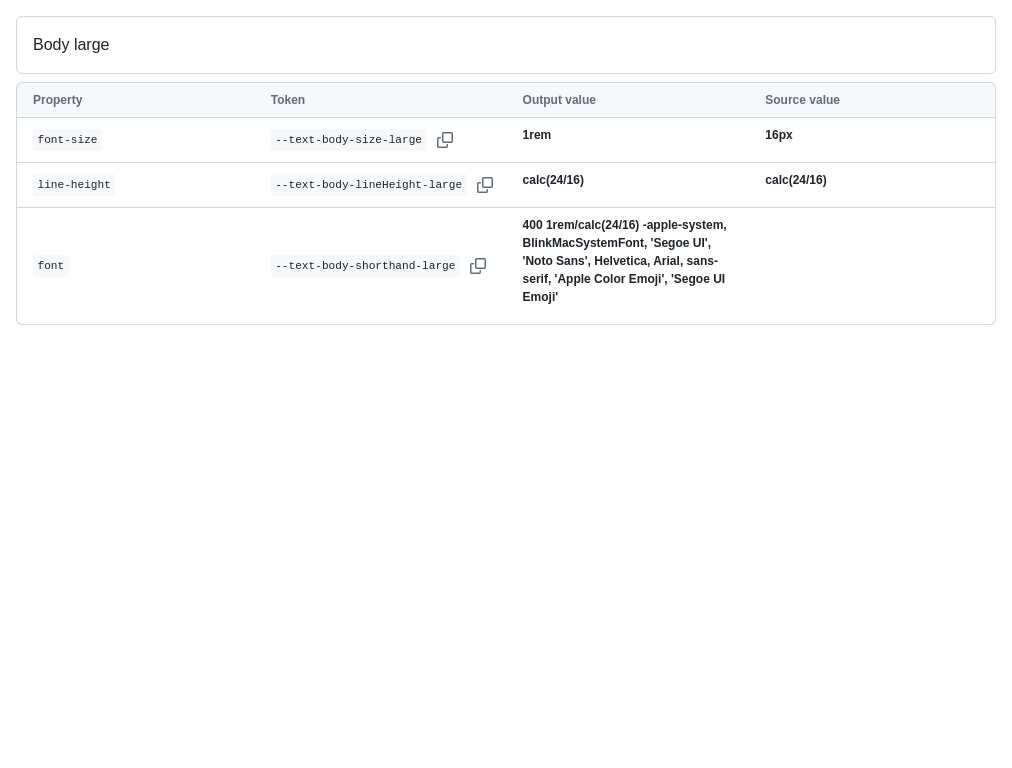 Body large
Property Token Output value Source value
font-size --text-body-size-large 1rem 16px
line-height --text-body-lineHeight-large calc(24/16) calc(24/16)
font --text-body-shorthand-large 400 1rem/calc(24/16) -apple-system,
BlinkMacSystemFont, 'Segoe UI',
'Noto Sans', Helvetica, Arial, sans-
serif, 'Apple Color Emoji', 'Segoe UI
Emoji'